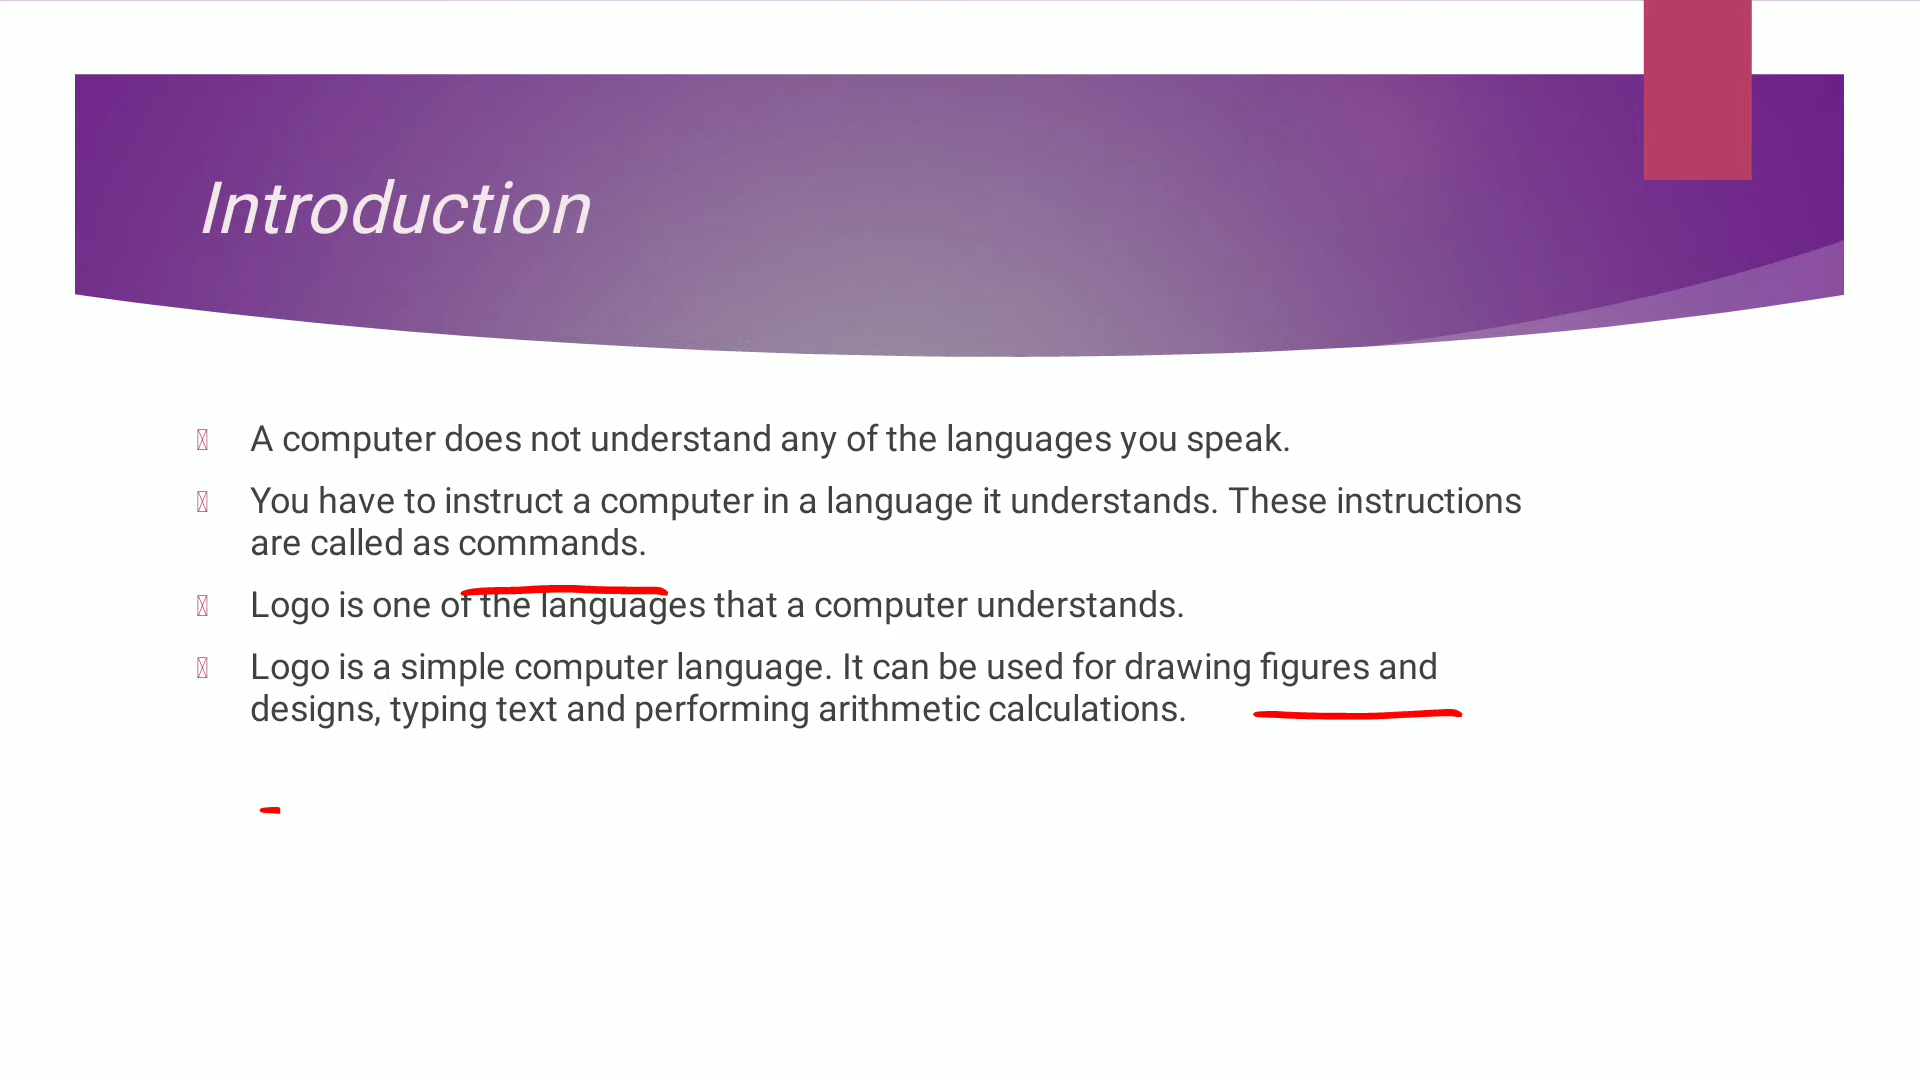 Introduction
A computer does not understand any of the languages you speak.
You have to instruct a computer in a language it understands. These instructions
are called as commands.
Logo is one of the languages that a computer understands.
Logo is a simple computer language. It can be used for drawing figures and
designs, typing text and performing arithmetic calculations.